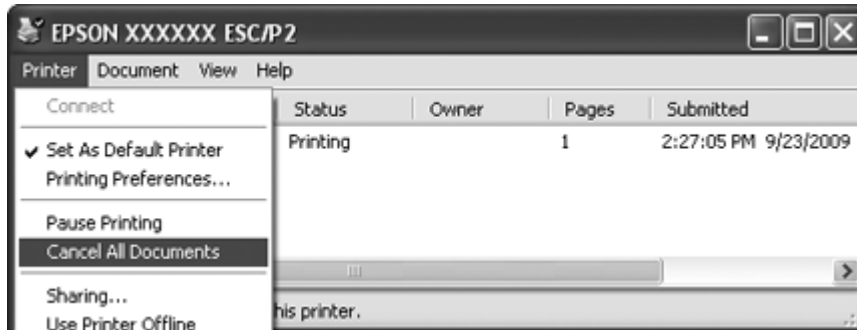 EPSON XXXXXX ESC/P2
Printer Document View Help
Connect
Set As Default Printer
Printing Preferences...
Pause Printing
Cancel All Documents
Sharing...
Use Printer Offline
Status Owner Pages Submitted
Printing 1 2:27:05 PM 9/23/2009
his printer.